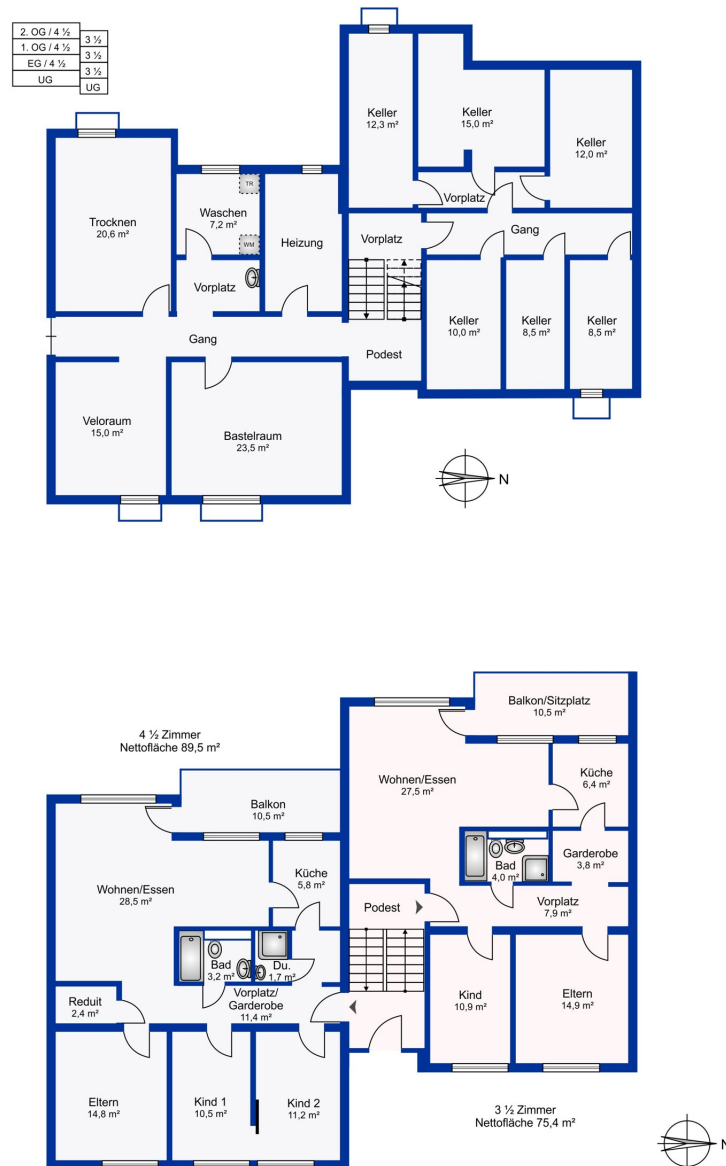 2. OG / 4 ½
3 ½
1. OG / 4 ½
3 ½
EG / 4 ½
3 ½
UG
UG
Keller
12,3 m²
Keller
15,0 m²
Keller
12,0 m²
Trocknen
20,6 m²
TR
Waschen
7,2 m²
WM
Heizung
Vorplatz
Vorplatz
Gang
Vorplatz
Keller
10,0 m²
Keller
8,5 m²
Keller
8,5 m²
Gang
Podest
Veloraum
15,0 m²
Bastelraum
23,5 m²
N
Balkon/Sitzplatz
10,5 m²
4 ½ Zimmer
Nettofläche 89,5 m²
Wohnen/Essen
27,5 m²
Küche
6,4 m²
Balkon
10,5 m²
Bad
4,0 m²
Garderobe
3,8 m²
Wohnen/Essen
28,5 m²
Küche
5,8 m²
Podest
Vorplatz
7,9 m²
Bad
3,2 m²
Du.
1,7 m²
Reduit
2,4 m²
Vorplatz/
Garderobe
11,4 m²
Kind
10,9 m²
Eltern
14,9 m²
Eltern
14,8 m²
Kind 1
10,5 m²
Kind 2
11,2 m²
3 ½ Zimmer
Nettofläche 75,4 m²
N